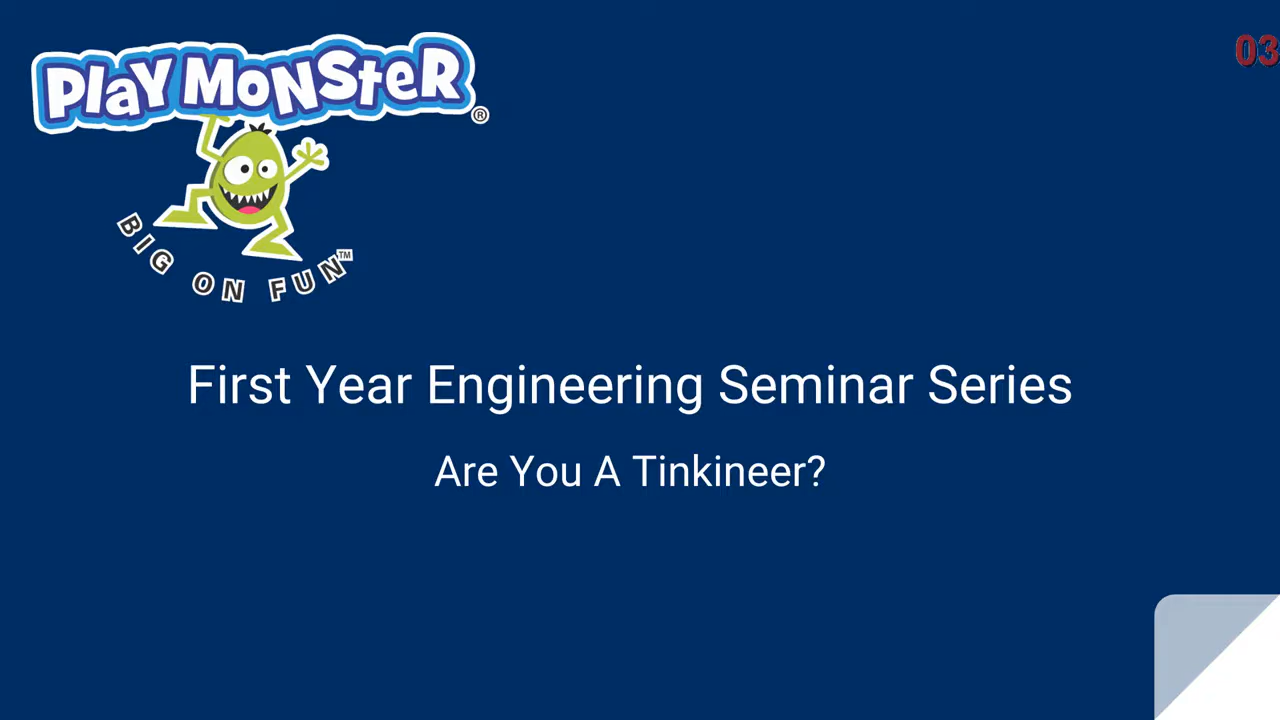 PlaY MoNSteR ®
03
BIG ON FUN™
First Year Engineering Seminar Series
Are You A Tinkineer?